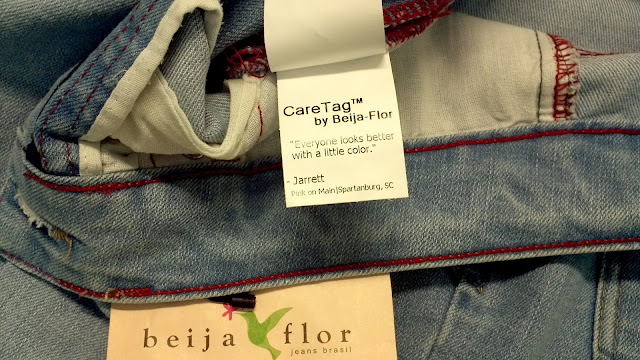 CareTag™
by Beija-Flor
"Everyone looks better
with a little color."
- Jarrett
Pink on Main|Spartanburg, SC
beija flor
jeans brasil